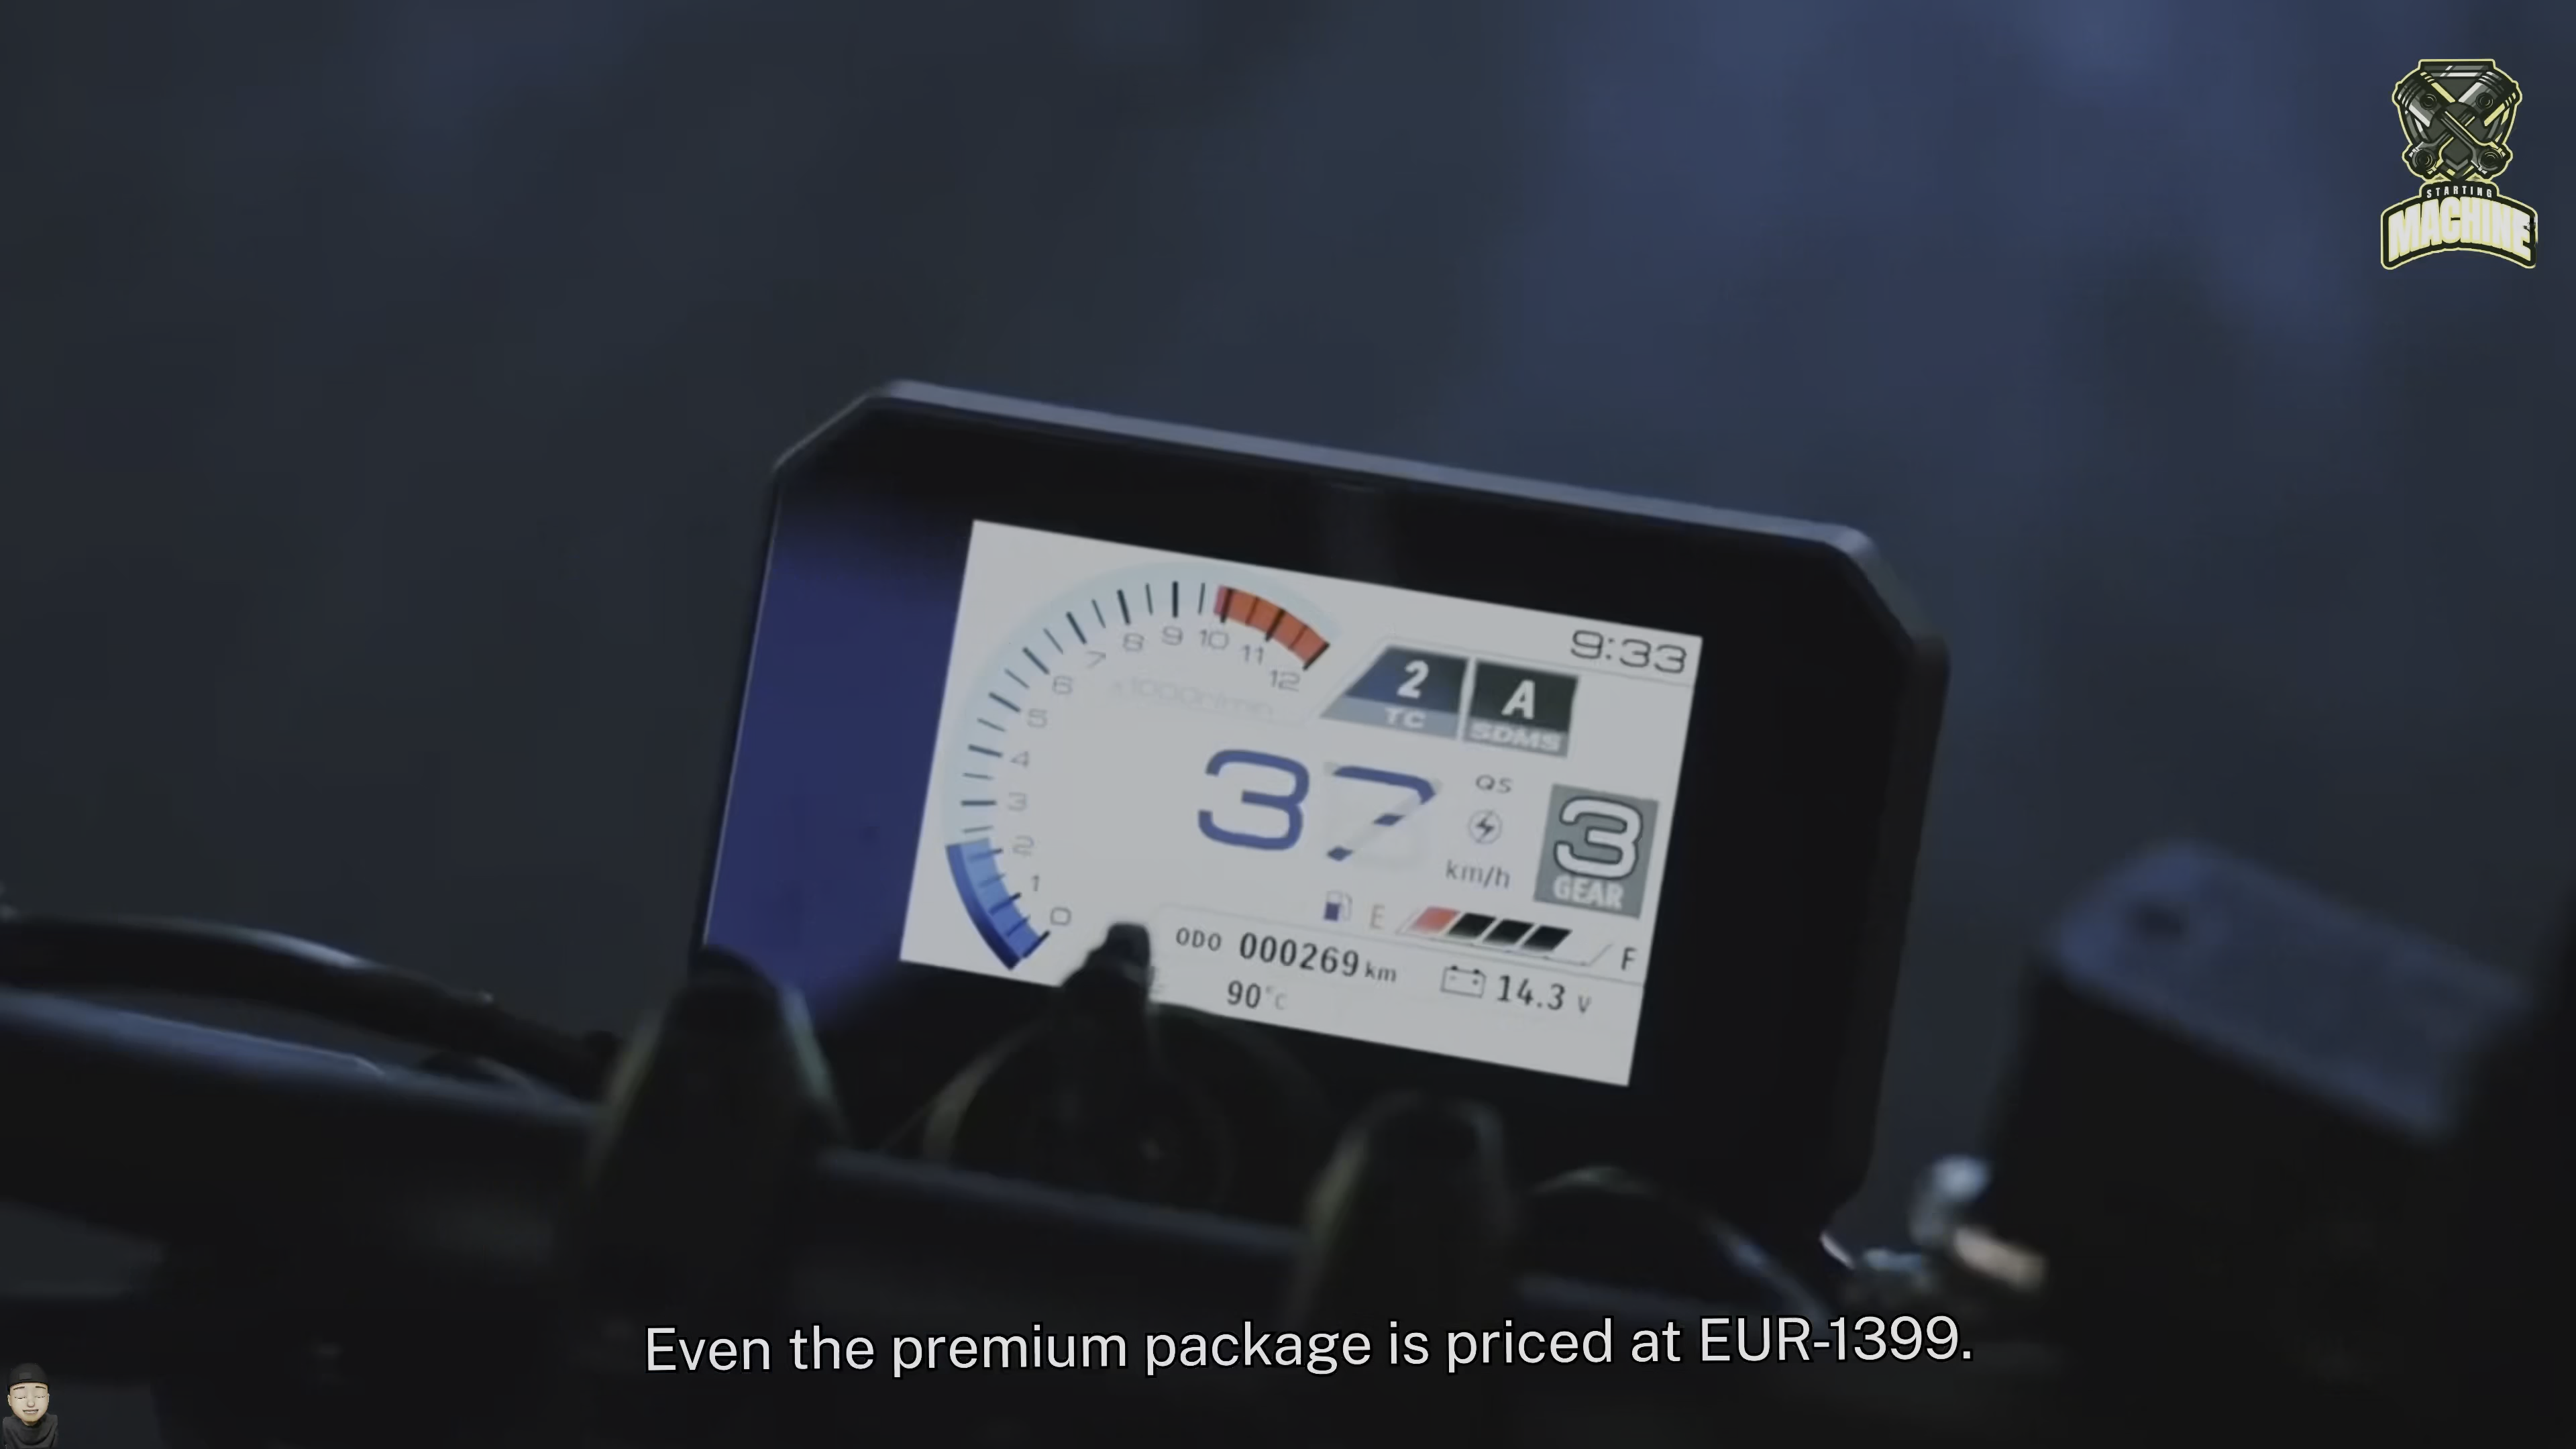 STARTING
MACHINE
9:33
2
TC
A
SDMS
0
1
2
3
4
5
6
7
8
9
10
11
12
x1000r/min
37
QS
km/h
3
GEAR
E
F
ODO 000269 km
14.3 V
90°C
Even the premium package is priced at EUR-1399.